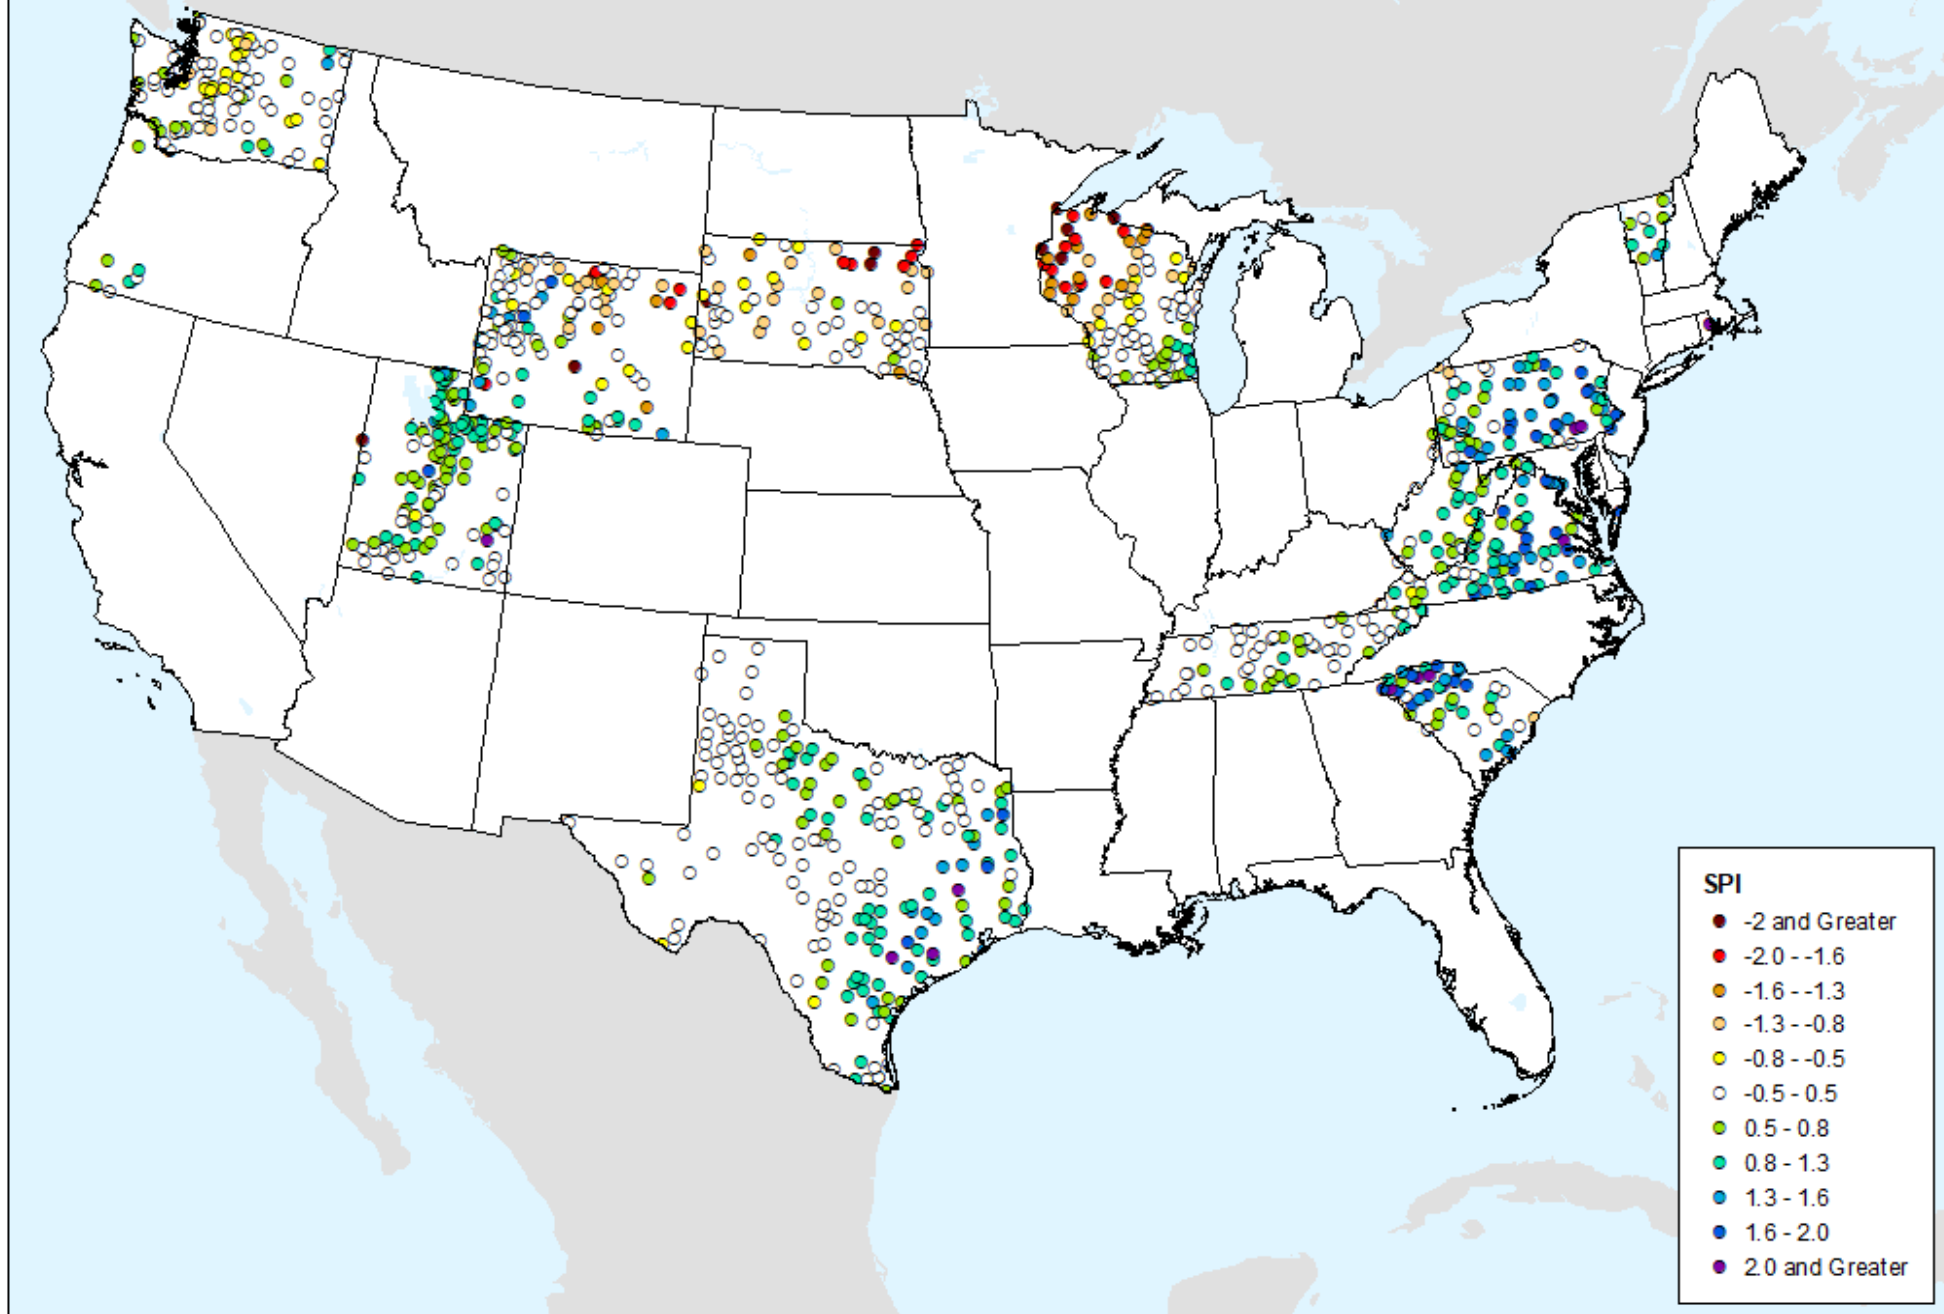 SPI
-2 and Greater
-2.0 - -1.6
-1.6 - -1.3
-1.3 - -0.8
-0.8 - -0.5
-0.5 - 0.5
0.5 - 0.8
0.8 - 1.3
1.3 - 1.6
1.6 - 2.0
2.0 and Greater